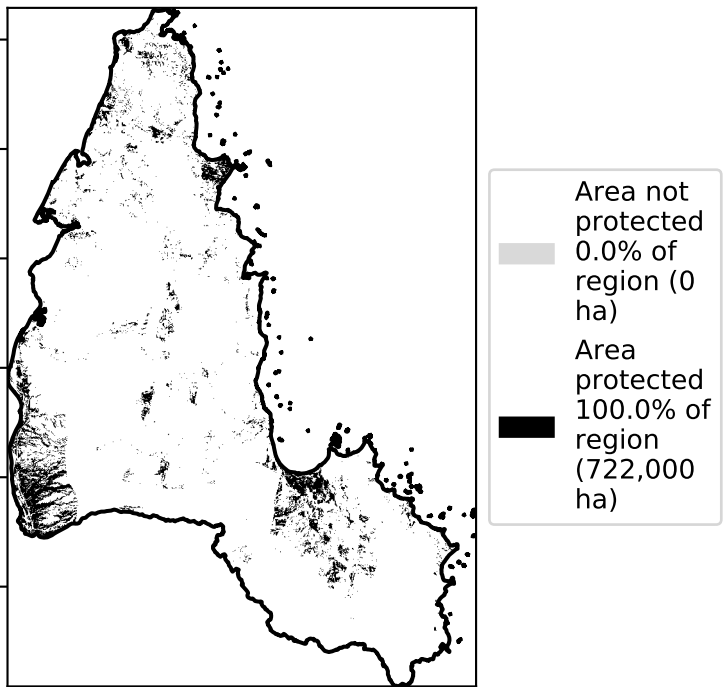 Area not
protected
0.0% of
region (0
ha)
Area
protected
100.0% of
region
(722,000
ha)